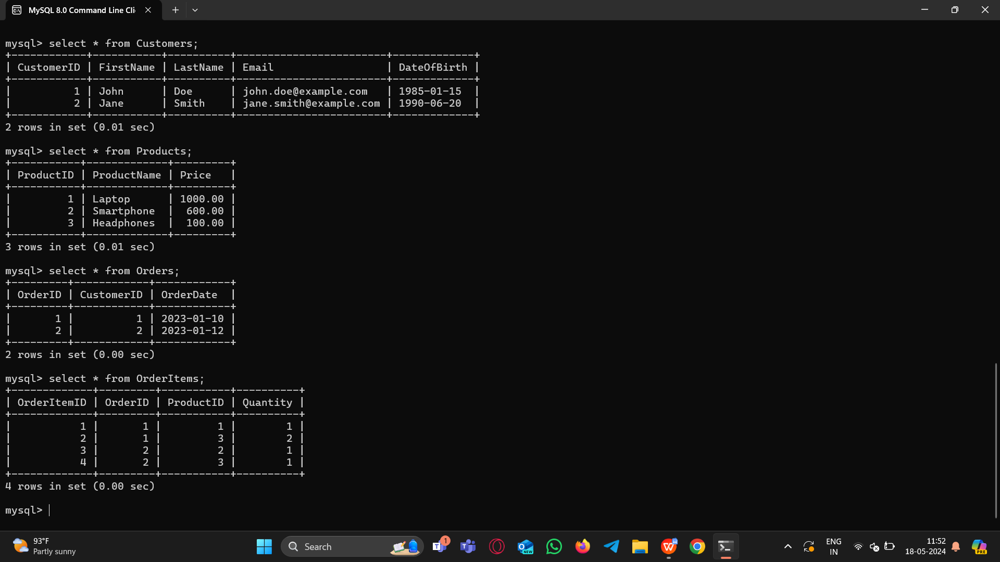 MySQL 8.0 Command Line Cli
mysql> select * from Customers;
+------------+-----------+----------+------------------------+-------------+
| CustomerID | FirstName | LastName | Email                  | DateOfBirth |
+------------+-----------+----------+------------------------+-------------+
|          1 | John      | Doe      | john.doe@example.com   | 1985-01-15  |
|          2 | Jane      | Smith    | jane.smith@example.com | 1990-06-20  |
+------------+-----------+----------+------------------------+-------------+
2 rows in set (0.01 sec)
mysql> select * from Products;
+-----------+-------------+---------+
| ProductID | ProductName | Price   |
+-----------+-------------+---------+
|         1 | Laptop      | 1000.00 |
|         2 | Smartphone  |  600.00 |
|         3 | Headphones  |  100.00 |
+-----------+-------------+---------+
3 rows in set (0.01 sec)
mysql> select * from Orders;
+---------+------------+------------+
| OrderID | CustomerID | OrderDate  |
+---------+------------+------------+
|       1 |          1 | 2023-01-10 |
|       2 |          2 | 2023-01-12 |
+---------+------------+------------+
2 rows in set (0.00 sec)
mysql> select * from OrderItems;
+-------------+---------+-----------+----------+
| OrderItemID | OrderID | ProductID | Quantity |
+-------------+---------+-----------+----------+
|           1 |       1 |         1 |        1 |
|           2 |       1 |         3 |        2 |
|           3 |       2 |         2 |        1 |
|           4 |       2 |         3 |        1 |
+-------------+---------+-----------+----------+
4 rows in set (0.00 sec)
mysql>
93°F
Partly sunny
Search
1
NEW
ENG
IN
11:52
18-05-2024
PRE